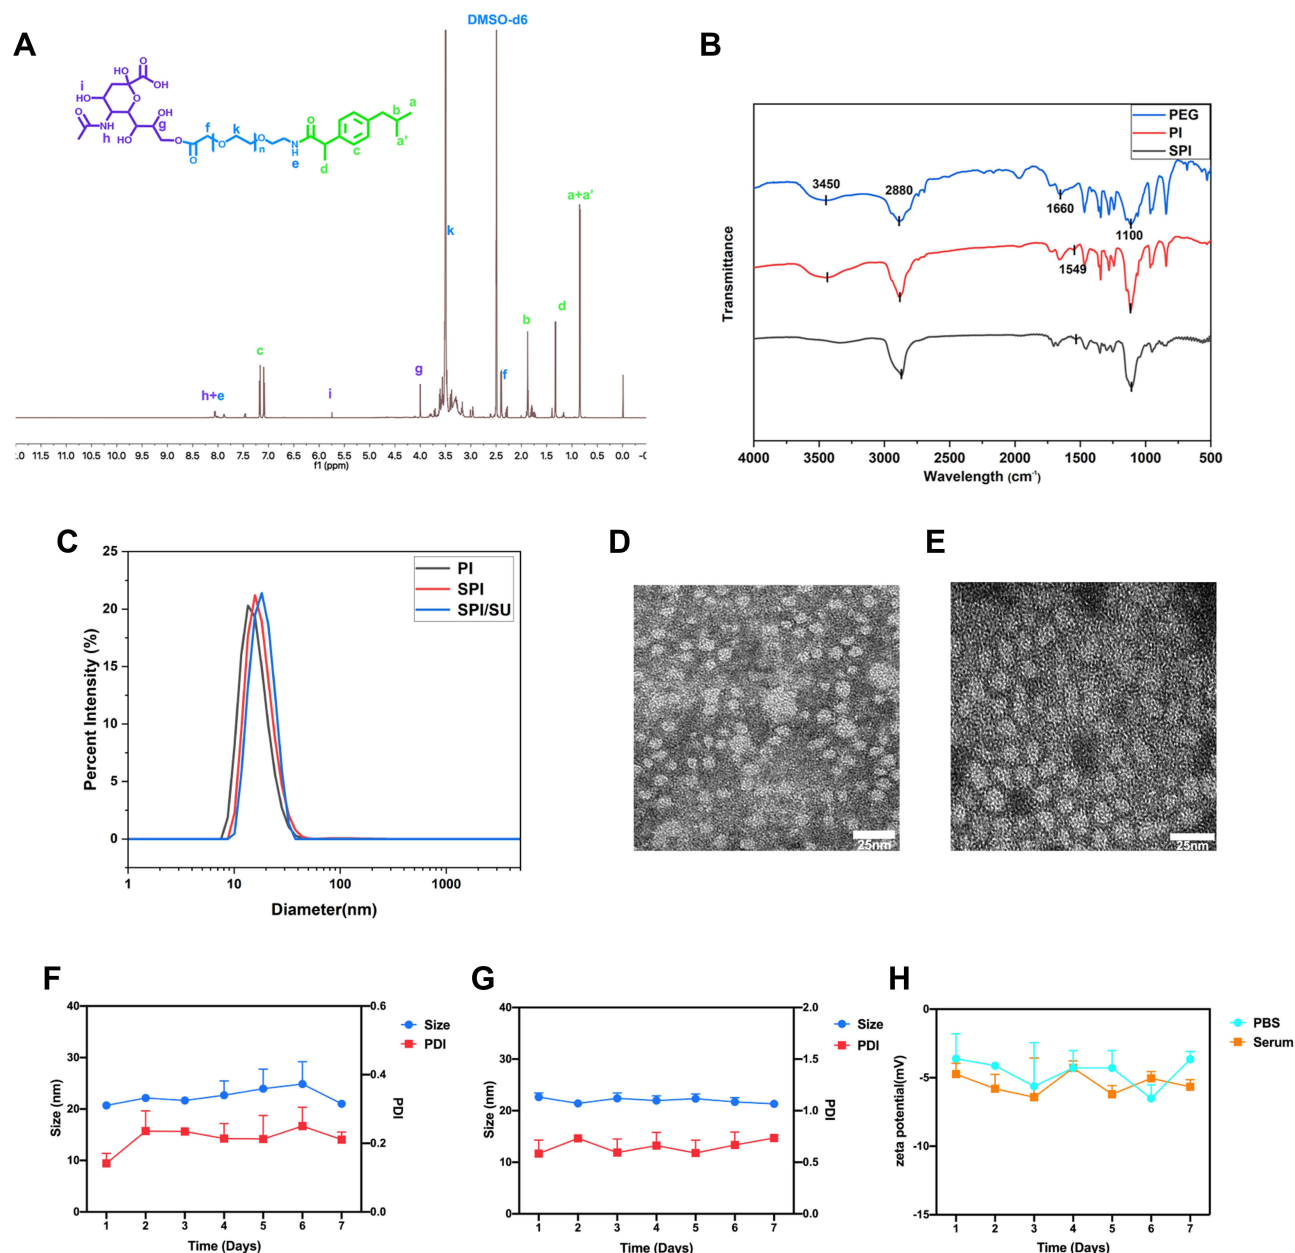 A
DMSO-d6
HO
O
OH
i
HO
O
O
NH
h
g
OH
HO
OH
O
O
f
O
k
n
O
N
H
e
O
d
c
b
a
a'
k
a+a'
b
d
c
g
f
h+e
i
.0 11.5 11.0 10.5 10.0 9.5 9.0 8.5 8.0 7.5 7.0 6.5 6.0 5.5 5.0 4.5 4.0 3.5 3.0 2.5 2.0 1.5 1.0 0.5 0.0 -0
f1 (ppm)
B
PEG
PI
SPI
3450
2880
1660
1100
1549
Transmittance
4000 3500 3000 2500 2000 1500 1000 500
Wavelength (cm-1)
C
PI
SPI
SPI/SU
25
20
15
10
5
0
Percent Intensity (%)
1 10 100 1000
Diameter(nm)
D
25nm
E
25nm
F
40
30
20
10
0
Size (nm)
0.6
0.4
0.2
0.0
PDI
Size
PDI
1 2 3 4 5 6 7
Time (Days)
G
40
30
20
10
0
Size (nm)
2.0
1.5
1.0
0.5
0.0
PDI
Size
PDI
1 2 3 4 5 6 7
Time (Days)
H
0
-5
-10
-15
zeta potential(mV)
PBS
Serum
1 2 3 4 5 6 7
Time (Days)